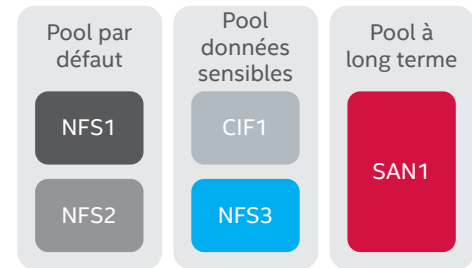 Pool par
défaut
NFS1
NFS2
Pool
données
sensibles
CIF1
NFS3
Pool à
long terme
SAN1